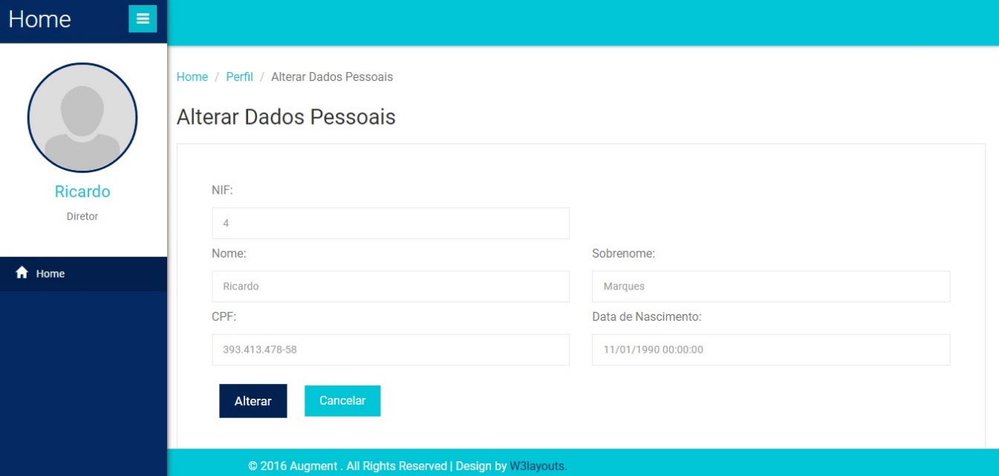 Home
Ricardo
Diretor
Home
Home / Perfil / Alterar Dados Pessoais
Alterar Dados Pessoais
NIF:
4
Nome: Sobrenome:
Ricardo Marques
CPF: Data de Nascimento:
393.413.478-58 11/01/1990 00:00:00
Alterar Cancelar
© 2016 Augment . All Rights Reserved | Design by W3layouts.